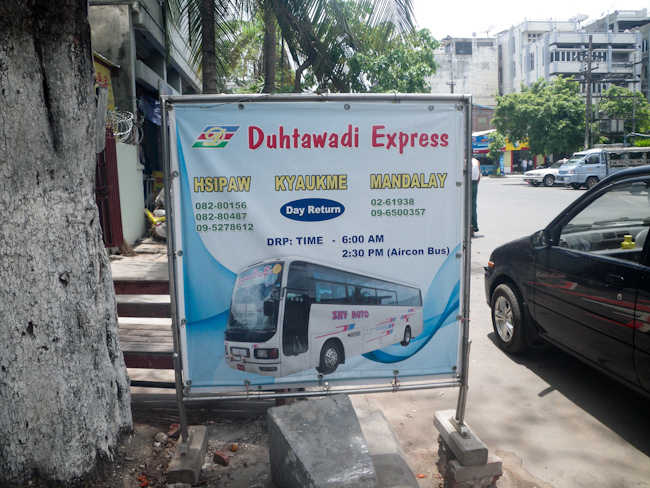 Duhtawadi Express
HSIPAW KYAUKME MANDALAY
082-80156 02-61938
082-80487 Day Return 09-6500357
09-5278612
DRP: TIME - 6:00 AM
2:30 PM (Aircon Bus)
SKY AUTO